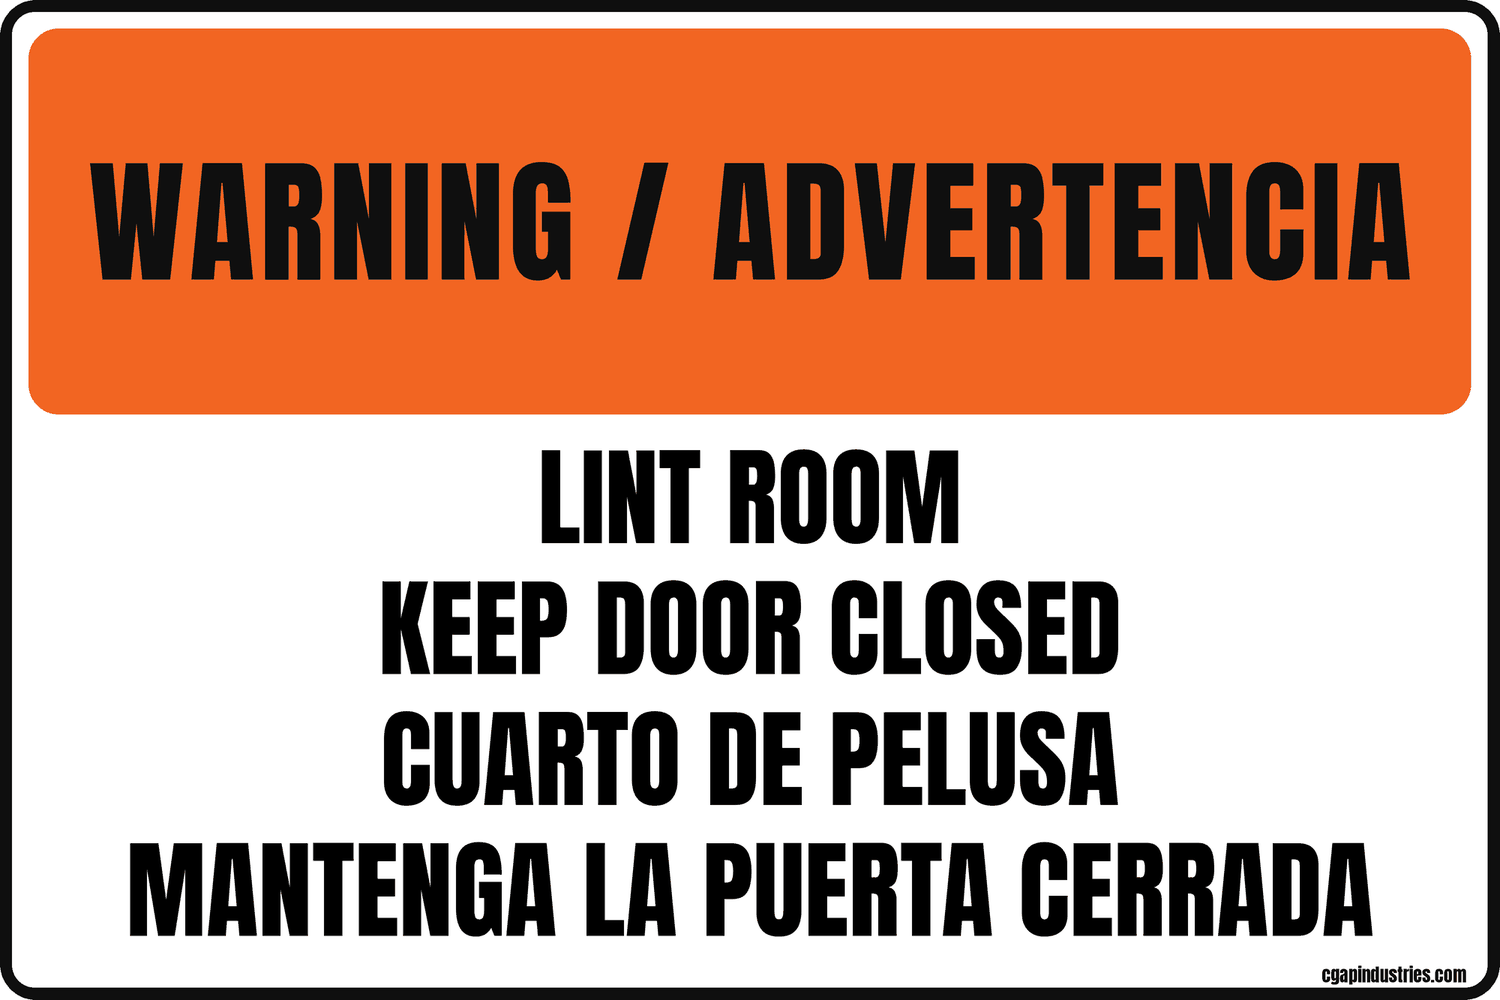 WARNING / ADVERTENCIA
LINT ROOM
KEEP DOOR CLOSED
CUARTO DE PELUSA
MANTENGA LA PUERTA CERRADA
cgapindustries.com